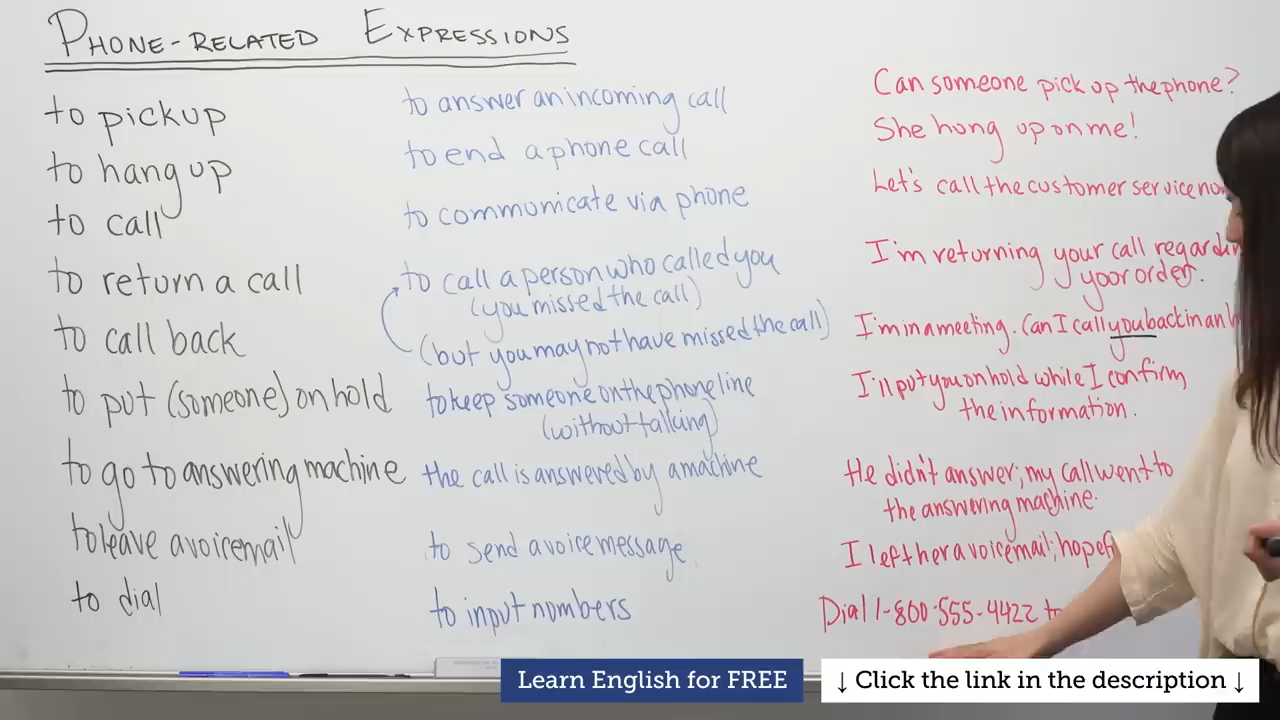 PHONE-RELATED EXPRESSIONS
to pick up
to answer an incoming call
Can someone pick up the phone?
to hang up
to end a phone call
She hung up on me!
to call
to communicate via phone
Let's call the customer service
to return a call
to call a person who called you
(you missed the call)
I'm returning your call
your order.
to call back
(but you may not have missed the call)
I'm in a meeting. Can I call you back in an
to put (someone) on hold
to keep someone on the phone line
(without talking)
I'll put you on hold while I confirm
the information.
to go to answering machine
the call is answered by a machine
He didn't answer; my call went to
the answering machine.
to leave a voicemail
to send a voice message
I left her a voicemail;
to dial
to input numbers
Dial 1-800-555-4422 to
Learn English for FREE
↓ Click the link in the description ↓